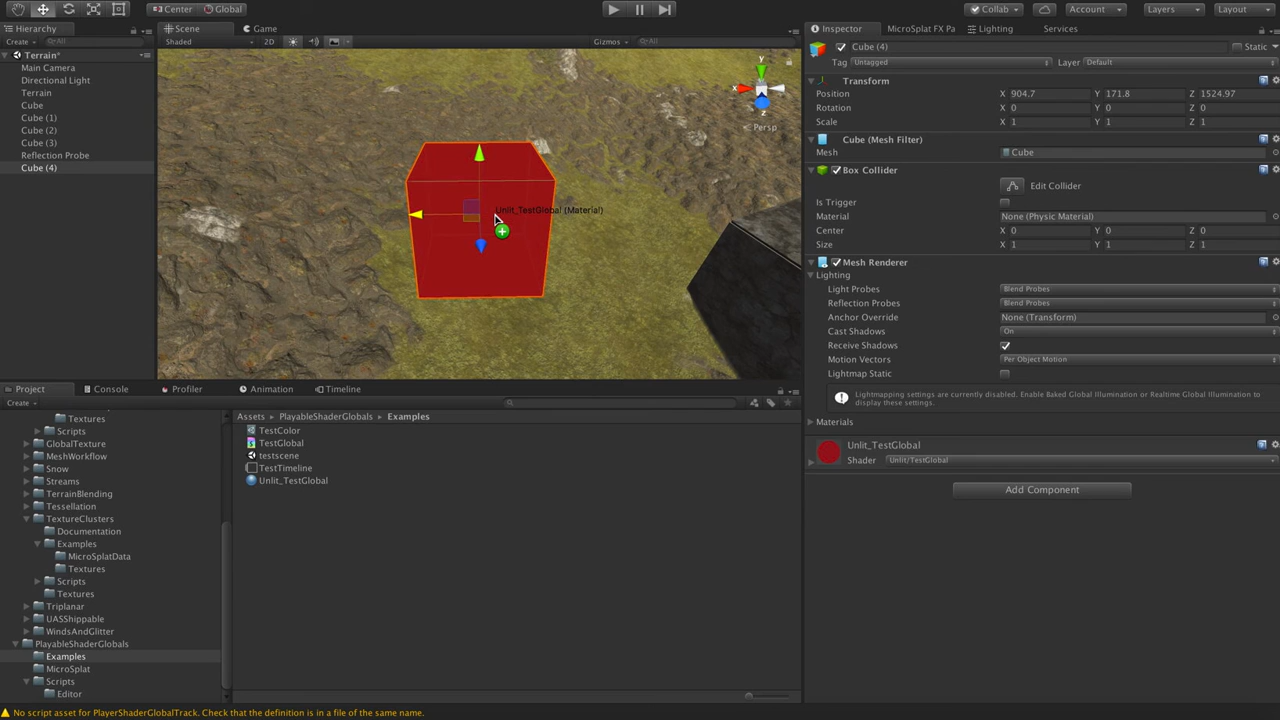 Center
Global
Collab
Account
Layers
Layout
Hierarchy
Create
All
Terrain*
Main Camera
Directional Light
Terrain
Cube
Cube (1)
Cube (2)
Cube (3)
Reflection Probe
Cube (4)
Scene
Game
Shaded
2D
Gizmos
All
y
x
z
Persp
Unlit_TestGlobal (Material)
Inspector
MicroSplat FX Pa
Lighting
Services
Cube (4)
Static
Tag Untagged
Layer Default
Transform
Position X 904.7 Y 171.8 Z 1524.97
Rotation X 0 Y 0 Z 0
Scale X 1 Y 1 Z 1
Cube (Mesh Filter)
Mesh Cube
Box Collider
Edit Collider
Is Trigger
Material None (Physic Material)
Center X 0 Y 0 Z 0
Size X 1 Y 1 Z 1
Mesh Renderer
Lighting
Light Probes Blend Probes
Reflection Probes Blend Probes
Anchor Override None (Transform)
Cast Shadows On
Receive Shadows
Motion Vectors Per Object Motion
Lightmap Static
Lightmapping settings are currently disabled. Enable Baked Global Illumination or Realtime Global Illumination to
display these settings.
Materials
Unlit_TestGlobal
Shader Unlit/TestGlobal
Add Component
Project
Console
Profiler
Animation
Timeline
Create
Textures
Scripts
GlobalTexture
MeshWorkflow
Snow
Streams
TerrainBlending
Tessellation
TextureClusters
Documentation
Examples
MicroSplatData
Textures
Scripts
Textures
Triplanar
UASShippable
WindsAndGlitter
PlayableShaderGlobals
Examples
MicroSplat
Scripts
Editor
Assets PlayableShaderGlobals Examples
TestColor
TestGlobal
testscene
TestTimeline
Unlit_TestGlobal
No script asset for PlayerShaderGlobalTrack. Check that the definition is in a file of the same name.